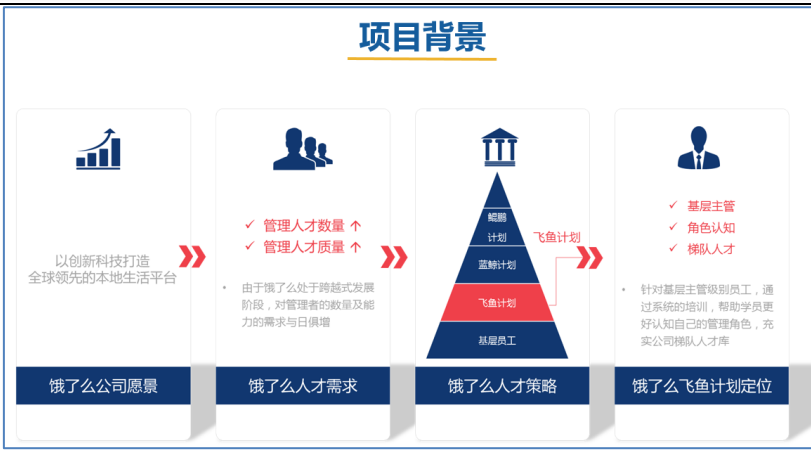 项目背景
以创新科技打造
全球领先的本地生活平台
饿了么公司愿景
✓ 管理人才数量 ↑
✓ 管理人才质量 ↑
• 由于饿了么处于跨越式发展
阶段，对管理者的数量及能
力的需求与日俱增
饿了么人才需求
鲲鹏
计划
蓝鲸计划
飞鱼计划
基层员工
飞鱼计划
饿了么人才策略
✓ 基层主管
✓ 角色认知
✓ 梯队人才
• 针对基层主管级别员工，通
过系统的培训，帮助学员更
好认知自己的管理角色，充
实公司梯队人才库
饿了么飞鱼计划定位